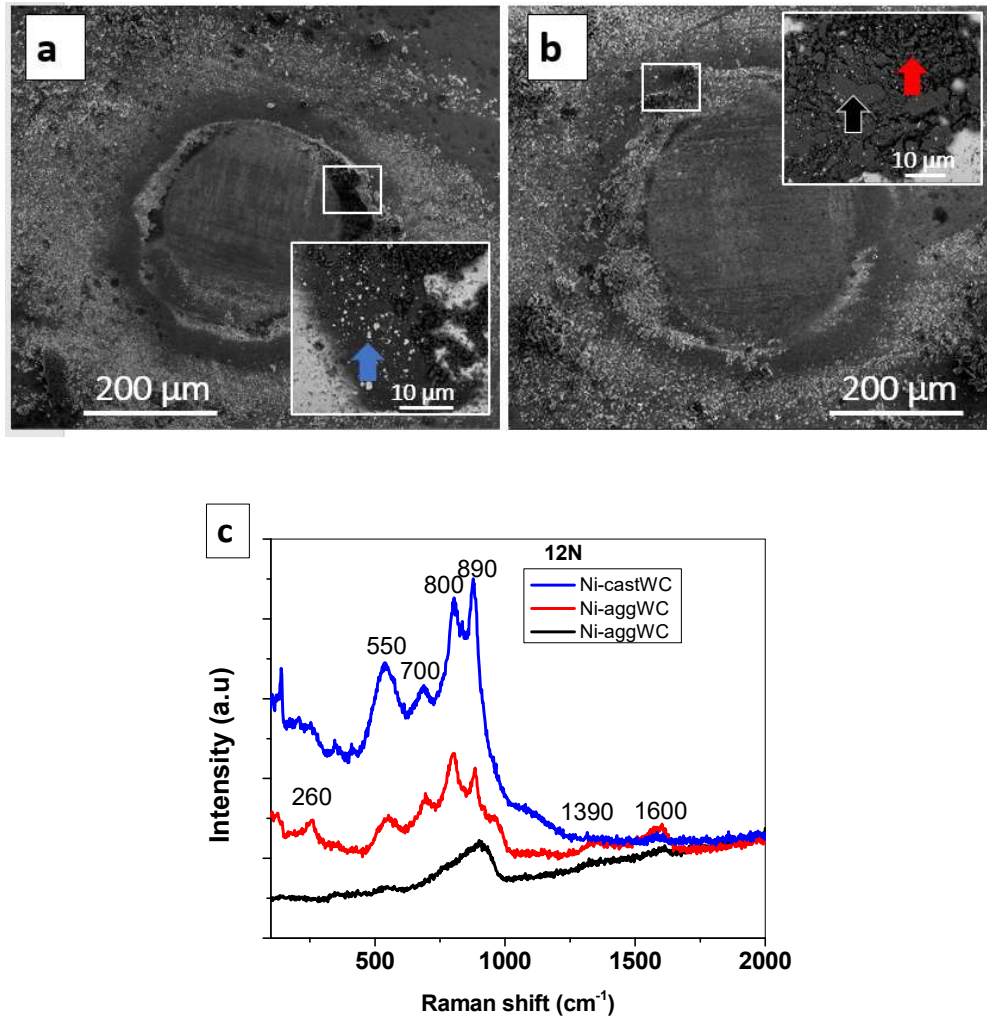 a
200 µm
10 µm
b
10 µm
200 µm
c
12N
Ni-castWC
Ni-aggWC
Ni-aggWC
890
800
550
700
260
1390
1600
Intensity (a.u)
500 1000 1500 2000
Raman shift (cm⁻¹)